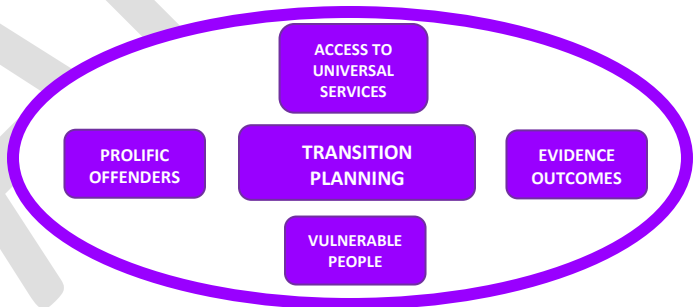 ACCESS TO
UNIVERSAL
SERVICES
PROLIFIC
OFFENDERS
TRANSITION
PLANNING
EVIDENCE
OUTCOMES
VULNERABLE
PEOPLE